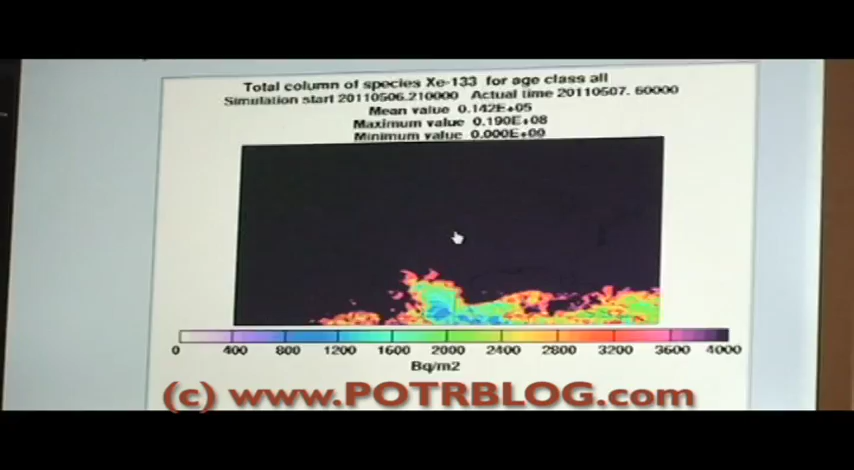 Total column of species Xe-133 for age class all
Simulation start 20110506.210000 Actual time 20110507. 60000
Mean value 0.142E+05
Maximum value 0.190E+08
Minimum value 0.000E+00
0 400 800 1200 1600 2000 2400 2800 3200 3600 4000
Bq/m2
(c) www.POTRBLOG.com